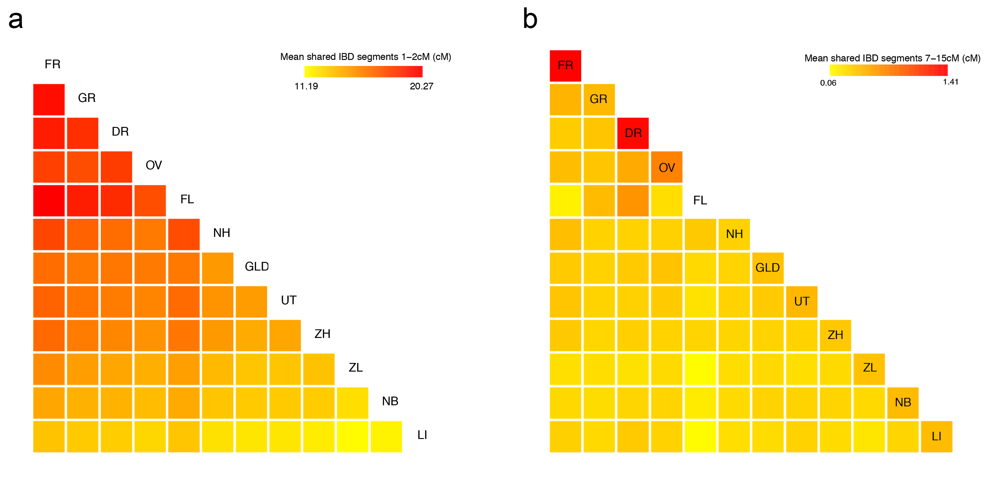 a
Mean shared IBD segments 1–2cM (cM)
11.19 20.27
FR
GR
DR
OV
FL
NH
GLD
UT
ZH
ZL
NB
LI
b
Mean shared IBD segments 7–15cM (cM)
0.06 1.41
FR
GR
DR
OV
FL
NH
GLD
UT
ZH
ZL
NB
LI